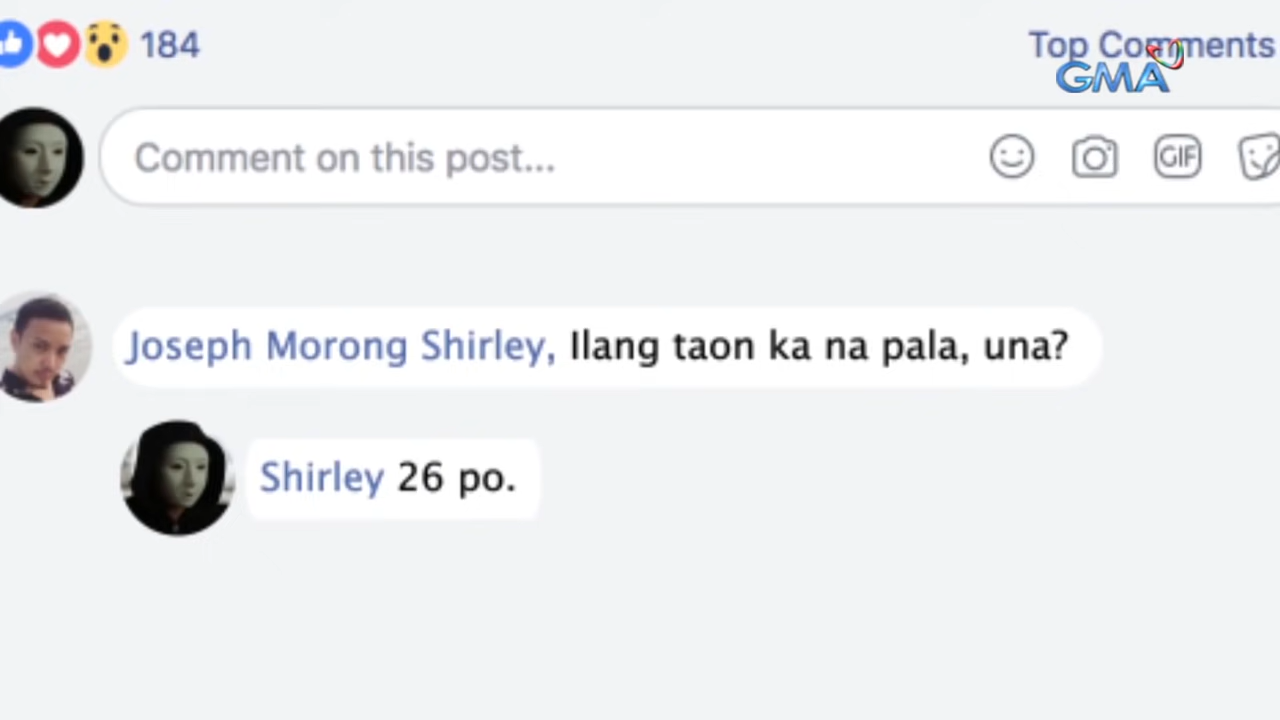 184
Top Comments
GMA
Comment on this post...
GIF
Joseph Morong Shirley, Ilang taon ka na pala, una?
Shirley 26 po.